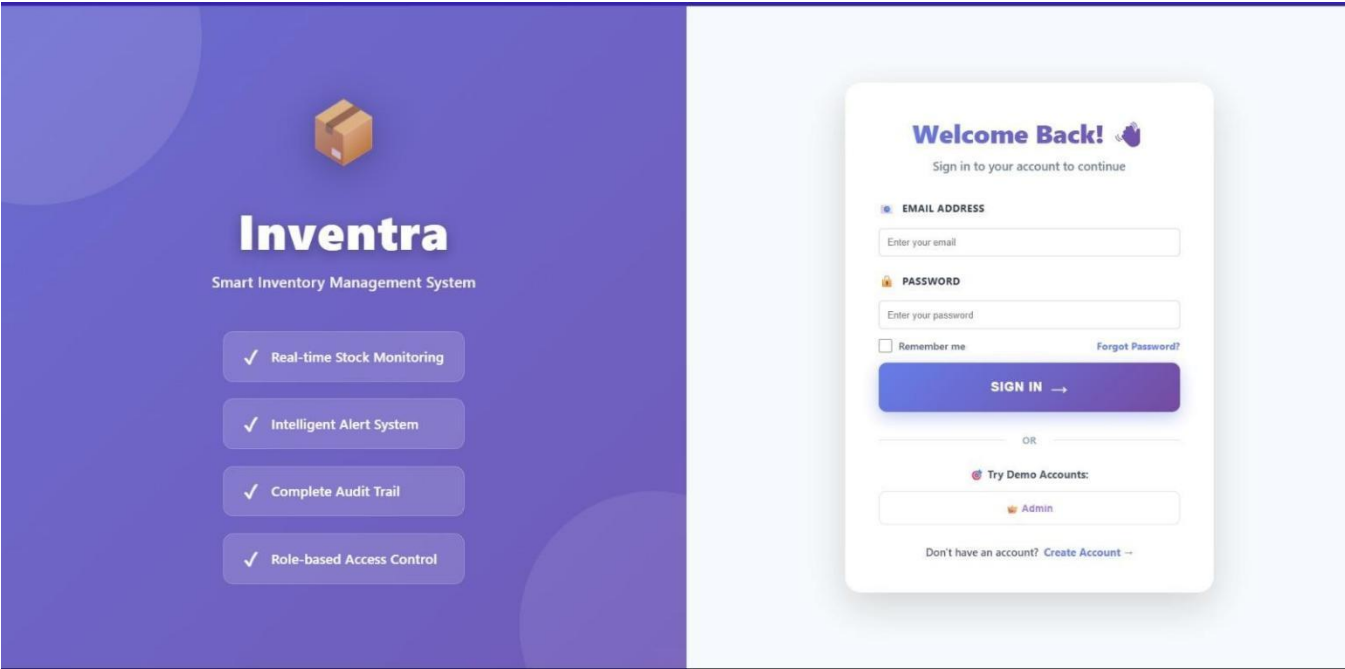 Inventra
Smart Inventory Management System
✓ Real-time Stock Monitoring
✓ Intelligent Alert System
✓ Complete Audit Trail
✓ Role-based Access Control
Welcome Back! 👋
Sign in to your account to continue
📧 EMAIL ADDRESS
Enter your email
🔒 PASSWORD
Enter your password
Remember me
Forgot Password?
SIGN IN →
OR
🎯 Try Demo Accounts:
👑 Admin
Don't have an account? Create Account →